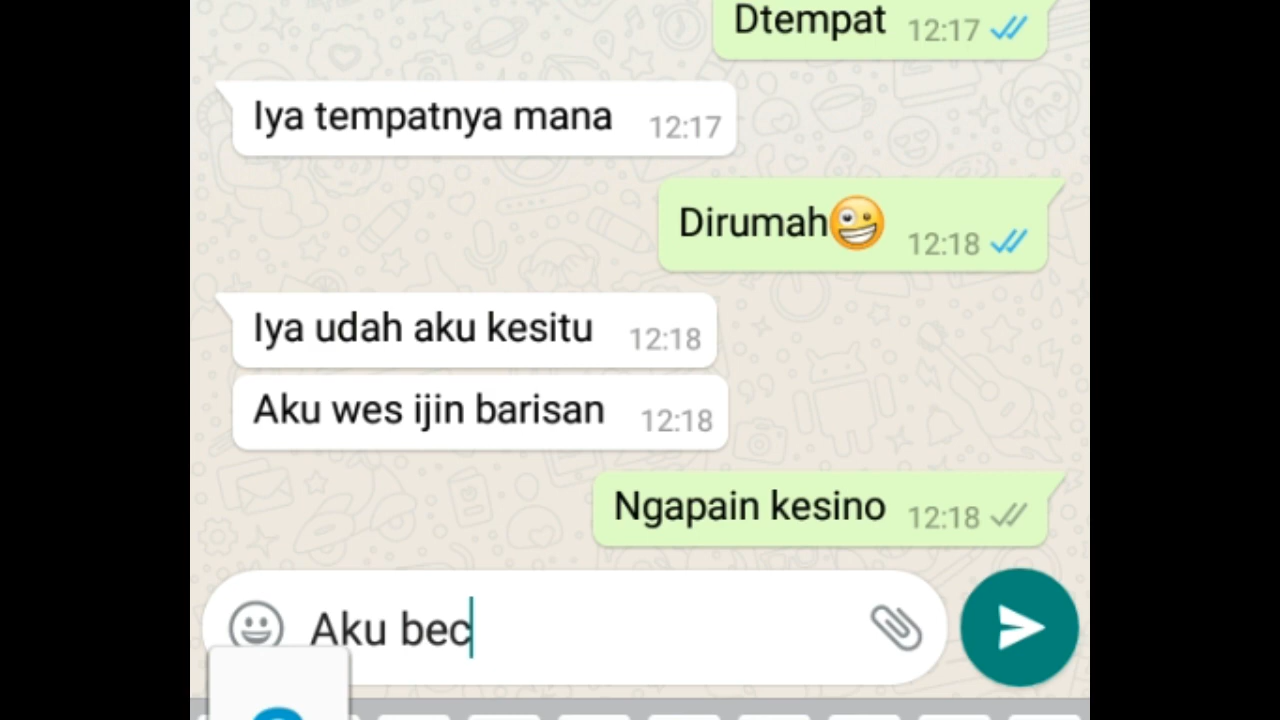 Dtempat 12:17
Iya tempatnya mana 12:17
Dirumah🤪 12:18
Iya udah aku kesitu 12:18
Aku wes ijin barisan 12:18
Ngapain kesino 12:18
Aku bec